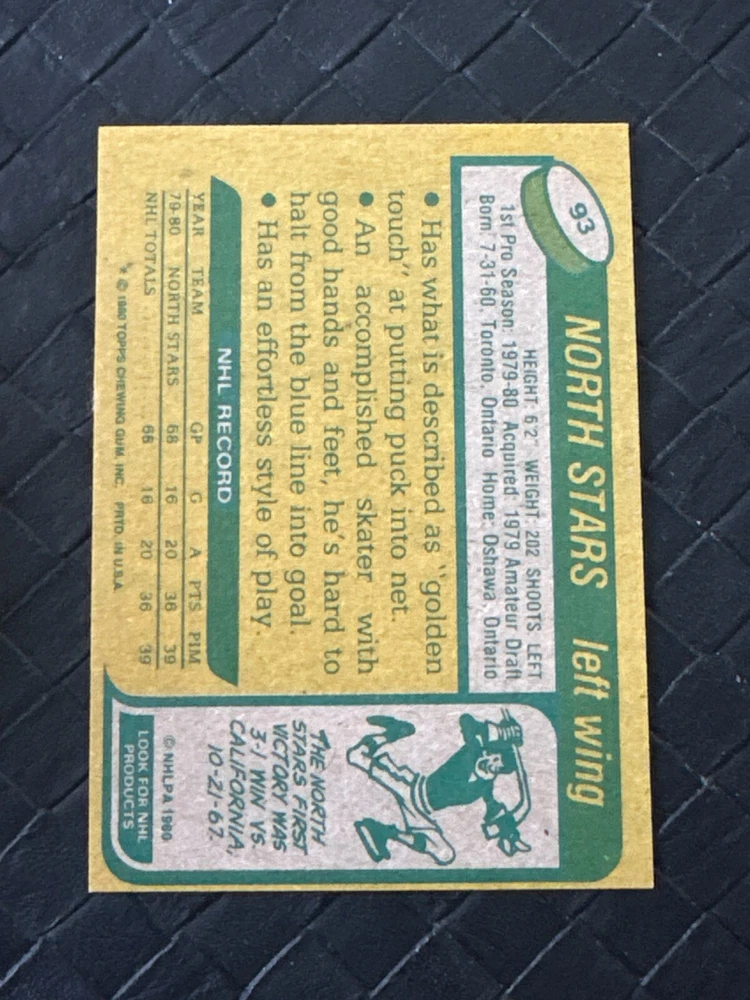 93
NORTH STARS left wing
HEIGHT: 6'2" WEIGHT: 202 SHOOTS: LEFT
1st Pro Season: 1979-80 Acquired: 1979 Amateur Draft
Born: 7-31-60, Toronto, Ontario Home: Oshawa, Ontario
● Has what is described as "golden
touch" at putting puck into net.
● An accomplished skater with
good hands and feet, he's hard to
halt from the blue line into goal.
● Has an effortless style of play.
NHL RECORD
YEAR TEAM GP G A PTS PIM
79-80 NORTH STARS 68 16 20 36 39
NHL TOTALS 68 16 20 36 39
* © 1980 TOPPS CHEWING GUM, INC. PRTD. IN U.S.A.
THE NORTH
STARS FIRST
VICTORY WAS
3-1 WIN VS.
CALIFORNIA,
10-21-67.
© NHLPA 1980
LOOK FOR NHL
PRODUCTS